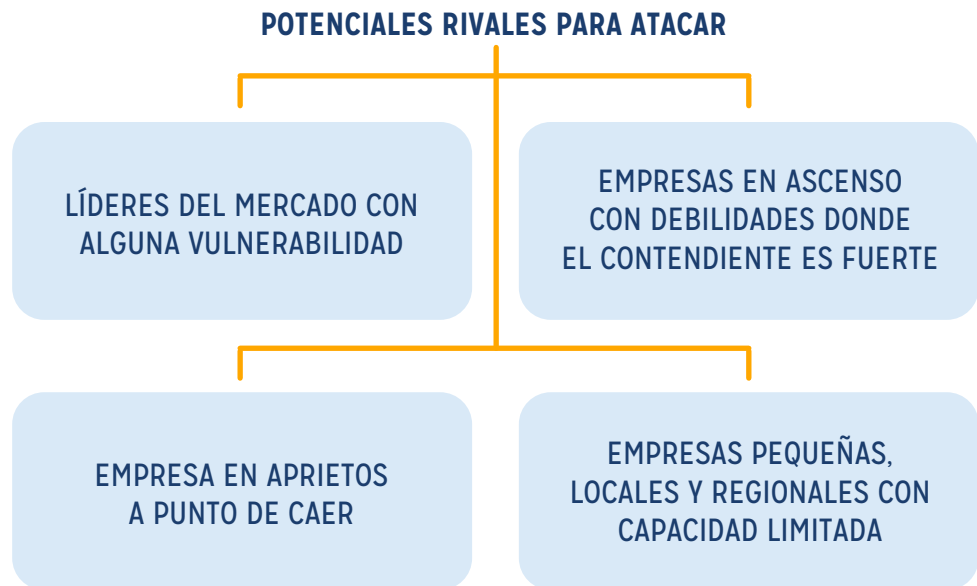 POTENCIALES RIVALES PARA ATACAR
LÍDERES DEL MERCADO CON
ALGUNA VULNERABILIDAD
EMPRESAS EN ASCENSO
CON DEBILIDADES DONDE
EL CONTENDIENTE ES FUERTE
EMPRESA EN APRIETOS
A PUNTO DE CAER
EMPRESAS PEQUEÑAS,
LOCALES Y REGIONALES CON
CAPACIDAD LIMITADA